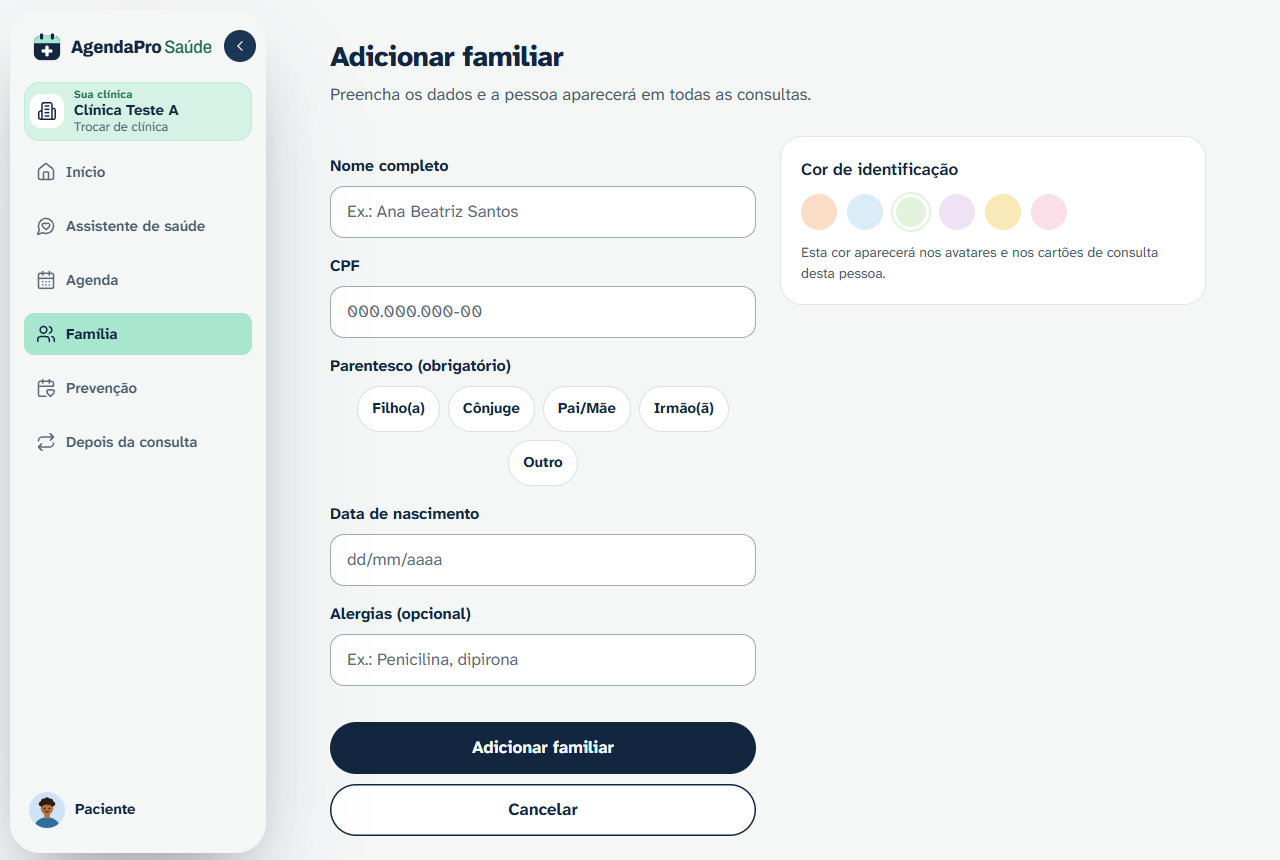 AgendaPro Saúde
Sua clínica
Clínica Teste A
Trocar de clínica
Início
Assistente de saúde
Agenda
Família
Prevenção
Depois da consulta
Paciente
Adicionar familiar
Preencha os dados e a pessoa aparecerá em todas as consultas.
Nome completo
Ex.: Ana Beatriz Santos
CPF
000.000.000-00
Parentesco (obrigatório)
Filho(a) Cônjuge Pai/Mãe Irmão(ã)
Outro
Data de nascimento
dd/mm/aaaa
Alergias (opcional)
Ex.: Penicilina, dipirona
Adicionar familiar
Cancelar
Cor de identificação
Esta cor aparecerá nos avatares e nos cartões de consulta
desta pessoa.